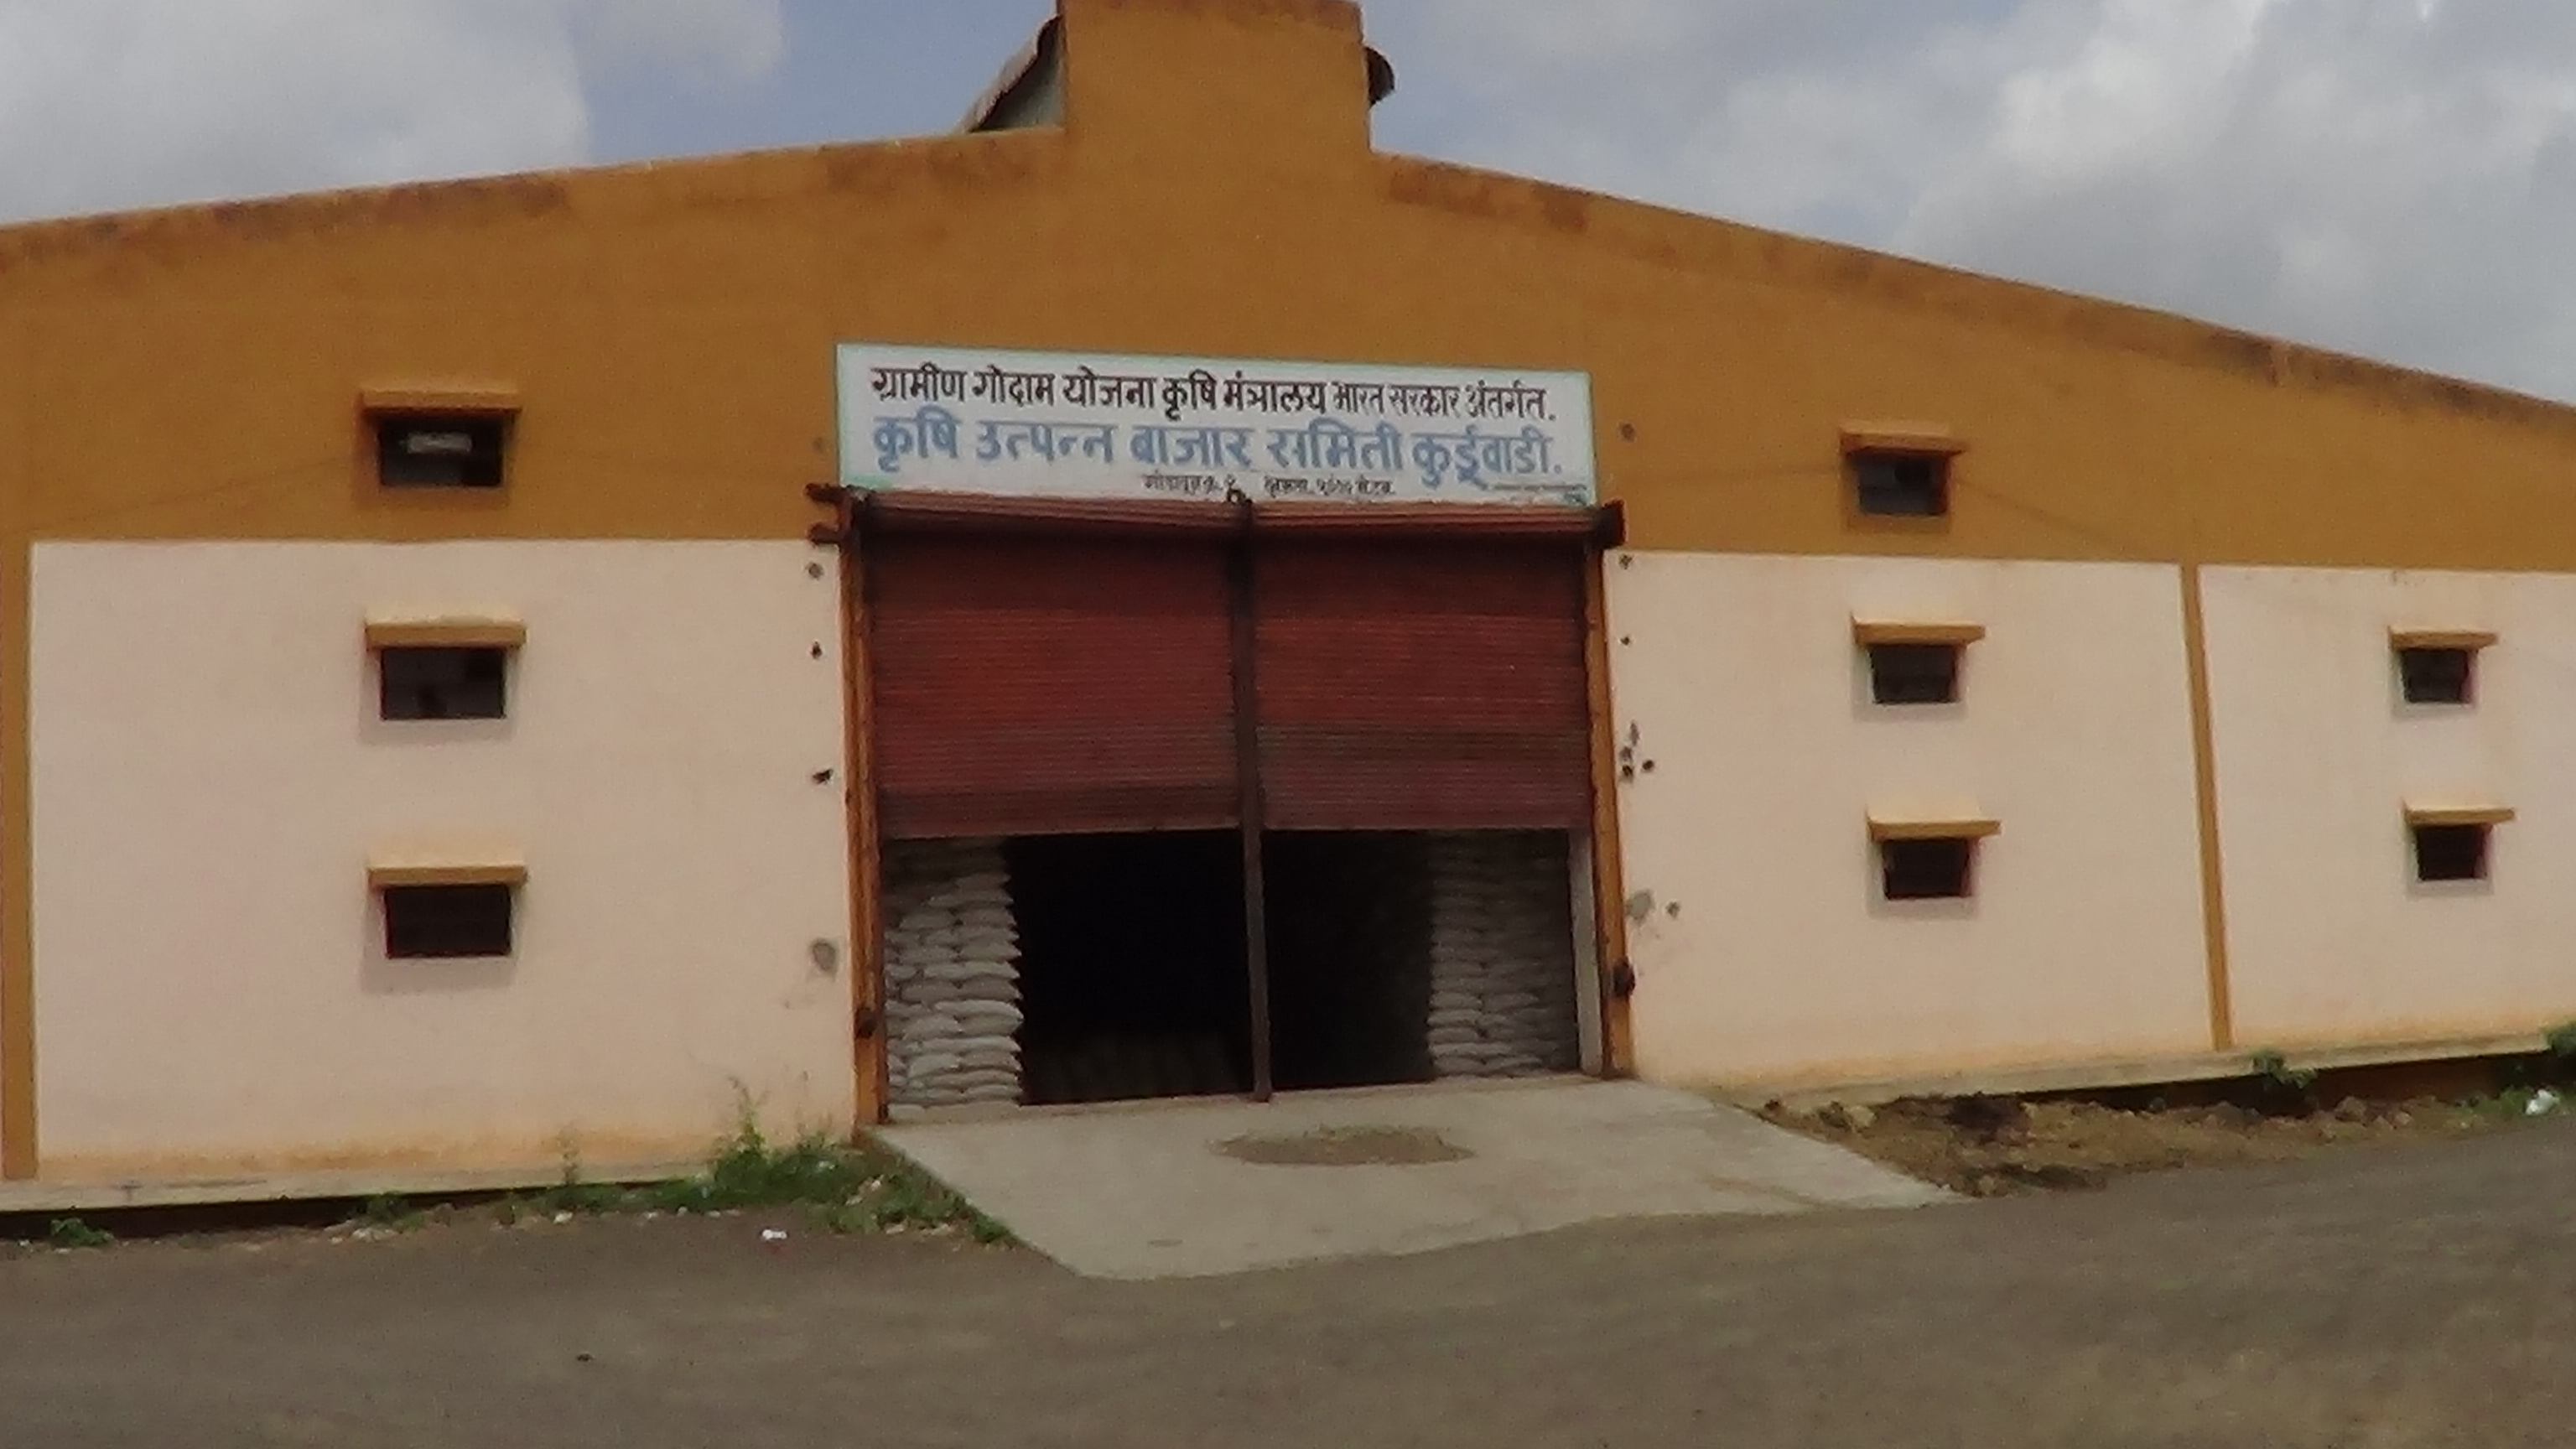 ग्रामीण गोदाम योजना कृषि मंत्रालय भारत सरकार अंतर्गत.
कृषि उत्पन्न बाजार समिती कुर्डूवाडी.